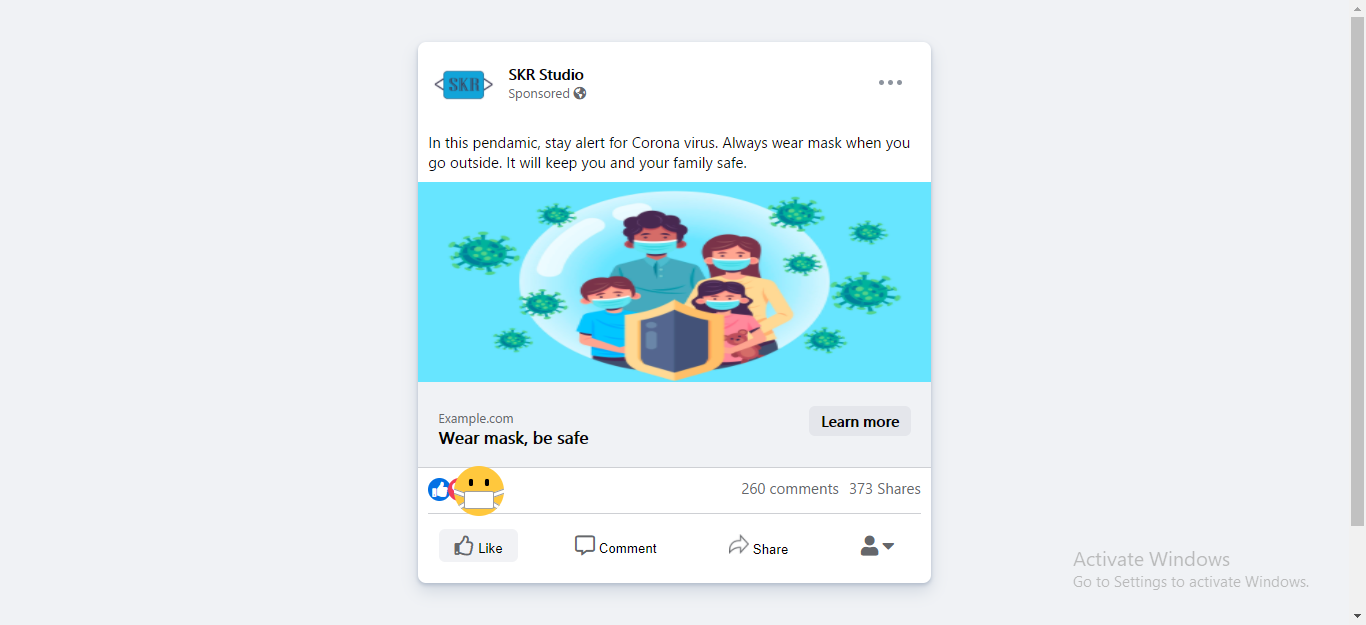 SKR
SKR Studio
Sponsored
In this pendamic, stay alert for Corona virus. Always wear mask when you
go outside. It will keep you and your family safe.
Example.com
Wear mask, be safe
Learn more
260 comments 373 Shares
Like
Comment
Share
Activate Windows
Go to Settings to activate Windows.